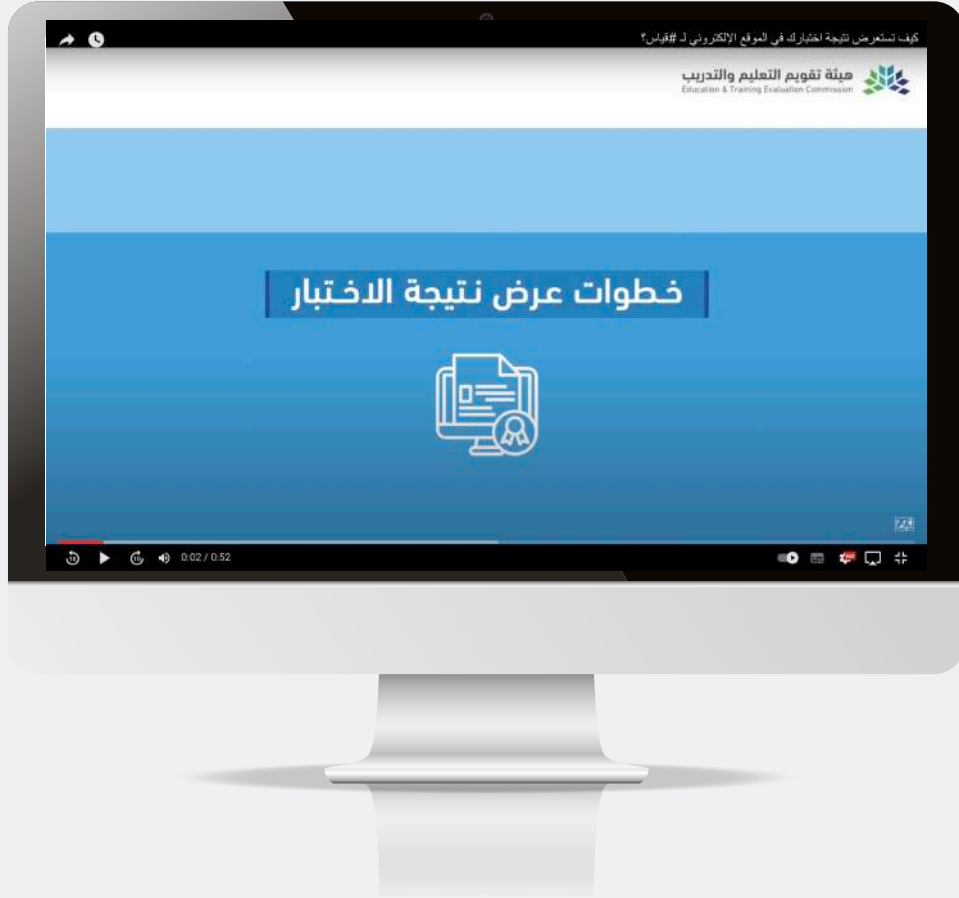 كيف تستعرض نتيجة اختبارك في الموقع الإلكتروني لـ #قياس؟
هيئة تقويم التعليم والتدريب
Education & Training Evaluation Commission
خطوات عرض نتيجة الاختبار
0:02 / 0:52